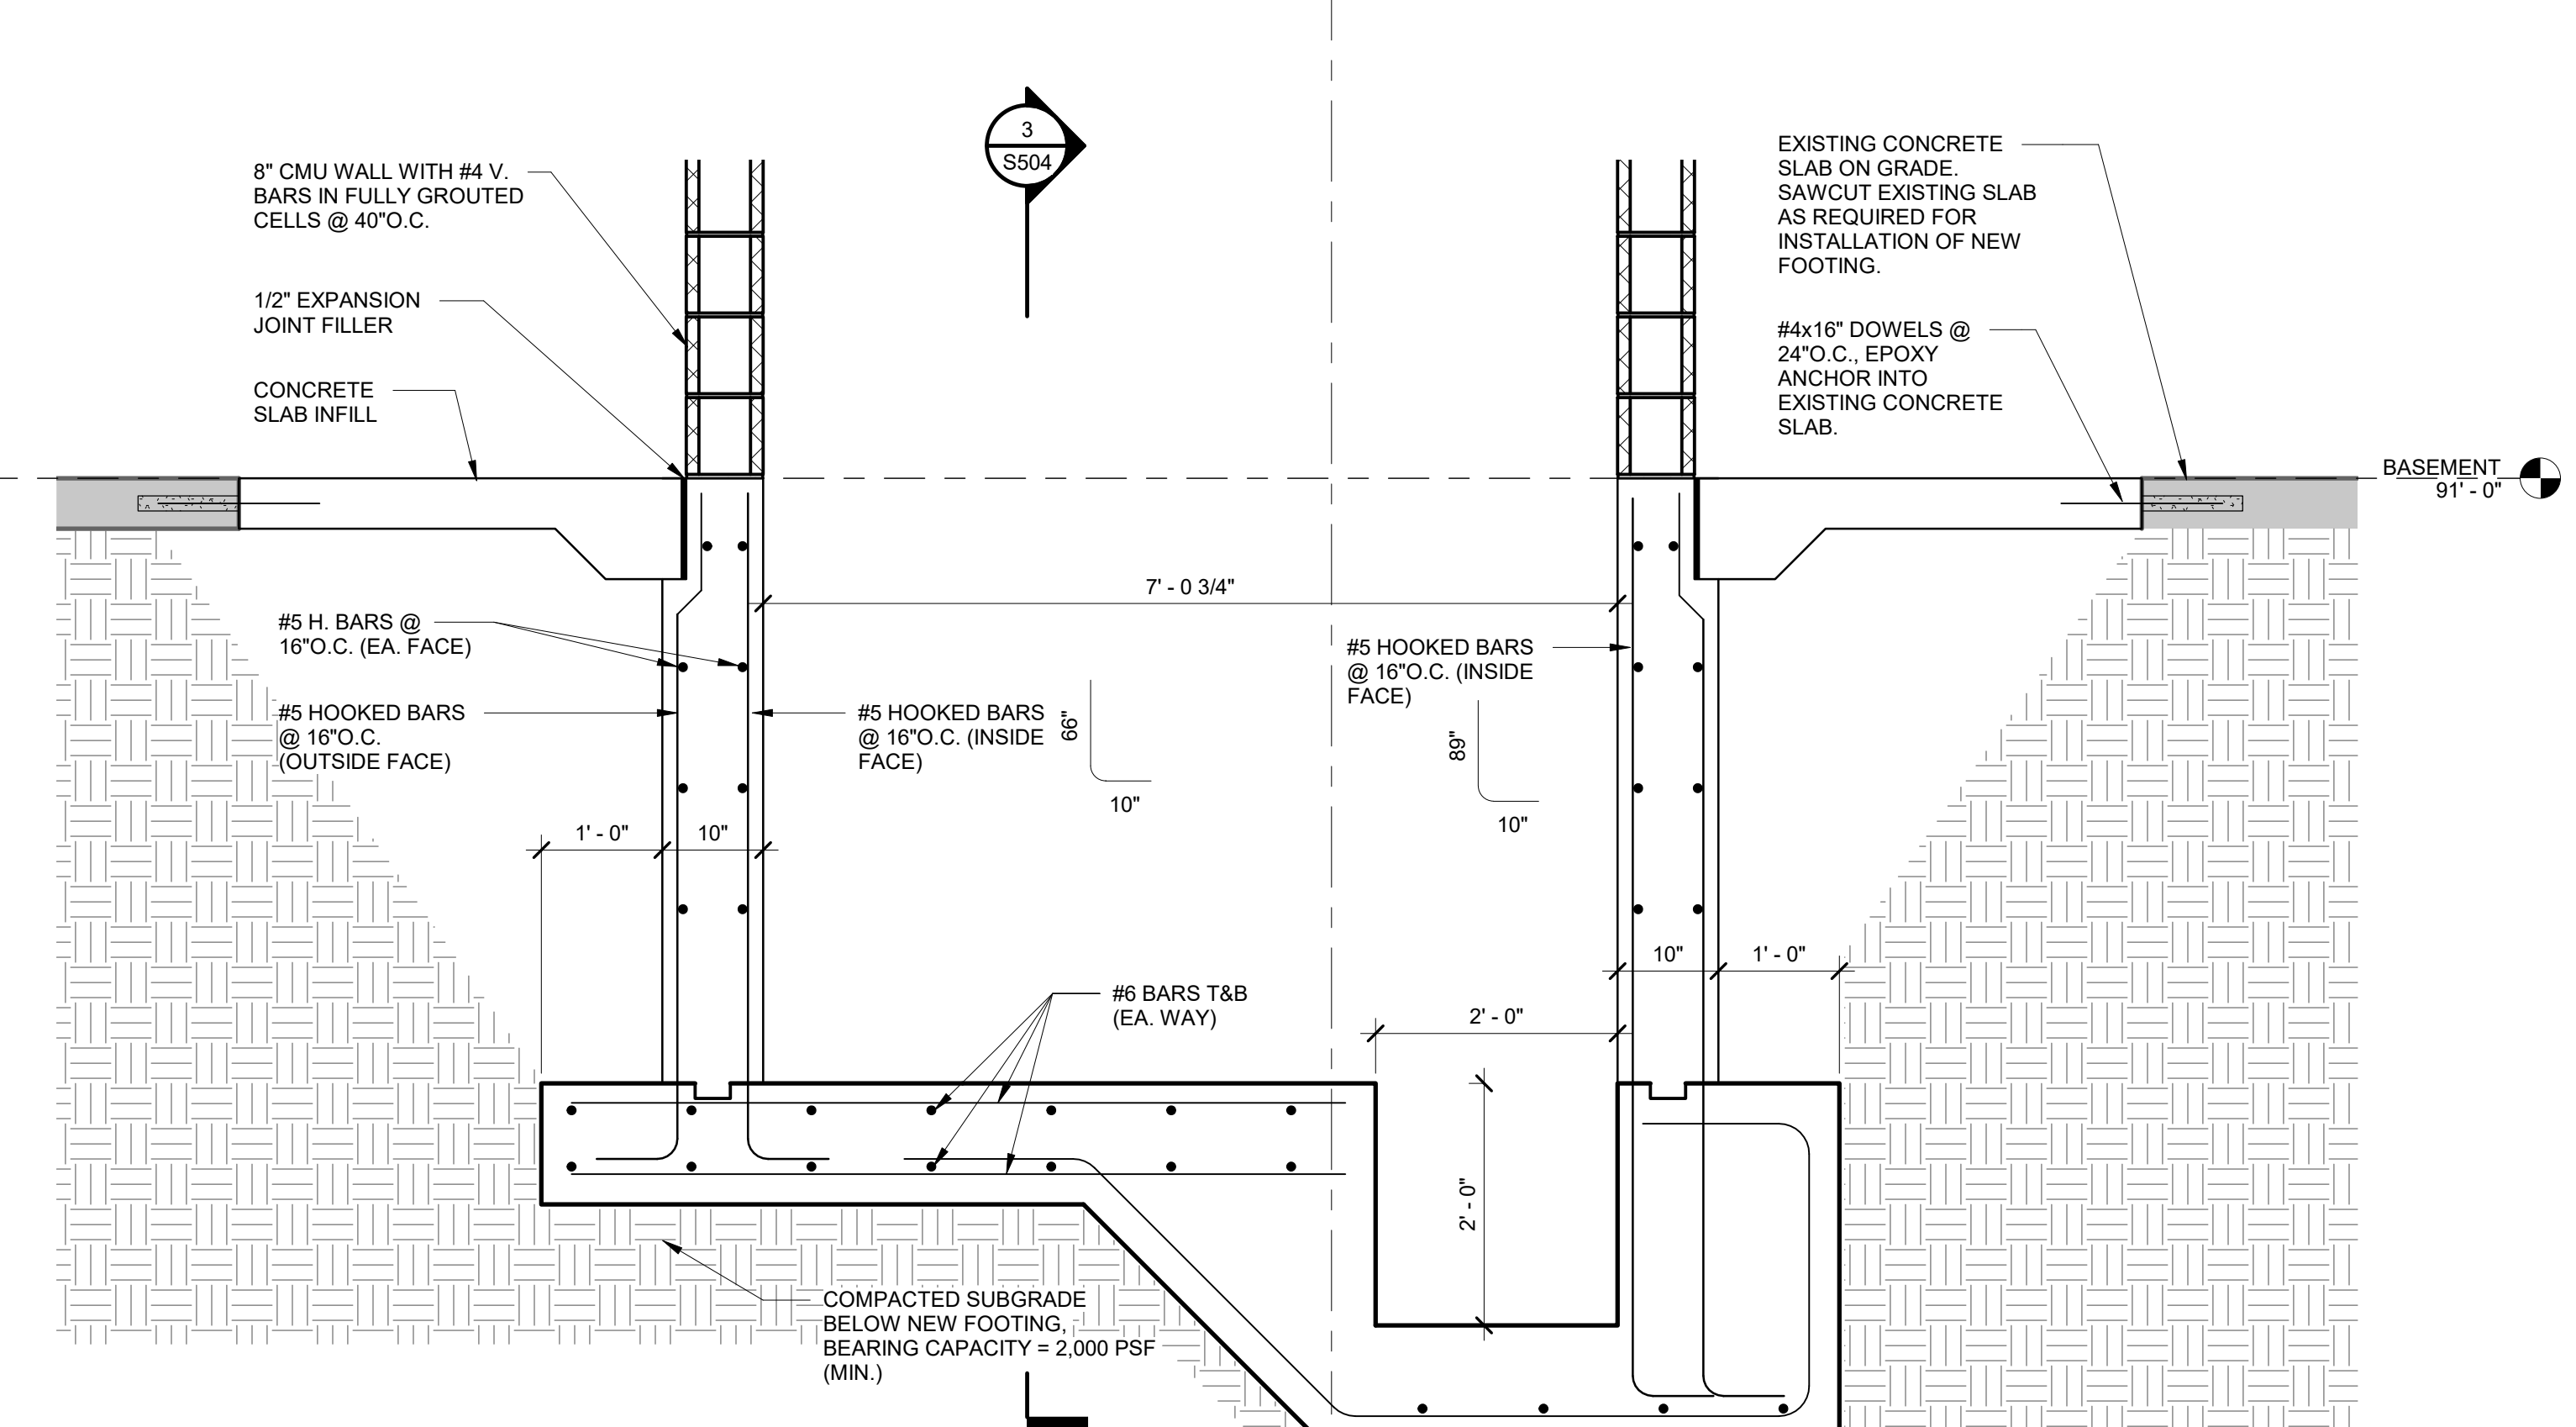 3
S504
8" CMU WALL WITH #4 V.
BARS IN FULLY GROUTED
CELLS @ 40"O.C.
1/2" EXPANSION
JOINT FILLER
CONCRETE
SLAB INFILL
EXISTING CONCRETE
SLAB ON GRADE.
SAWCUT EXISTING SLAB
AS REQUIRED FOR
INSTALLATION OF NEW
FOOTING.
#4x16" DOWELS @
24"O.C., EPOXY
ANCHOR INTO
EXISTING CONCRETE
SLAB.
BASEMENT
91' - 0"
7' - 0 3/4"
#5 H. BARS @
16"O.C. (EA. FACE)
#5 HOOKED BARS
@ 16"O.C.
(OUTSIDE FACE)
#5 HOOKED BARS
@ 16"O.C. (INSIDE
FACE)
66"
10"
#5 HOOKED BARS
@ 16"O.C. (INSIDE
FACE)
89"
10"
1' - 0"
10"
10"
1' - 0"
#6 BARS T&B
(EA. WAY)
2' - 0"
2' - 0"
COMPACTED SUBGRADE
BELOW NEW FOOTING,
BEARING CAPACITY = 2,000 PSF
(MIN.)